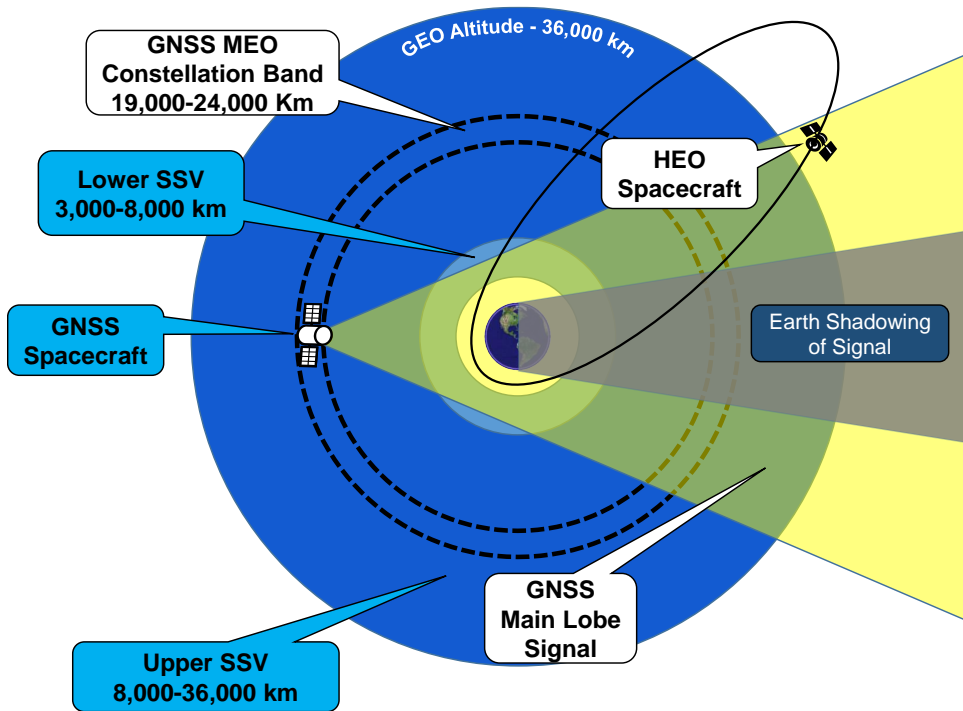 GEO Altitude - 36,000 km
GNSS MEO
Constellation Band
19,000-24,000 Km
Lower SSV
3,000-8,000 km
HEO
Spacecraft
GNSS
Spacecraft
Earth Shadowing
of Signal
GNSS
Main Lobe
Signal
Upper SSV
8,000-36,000 km